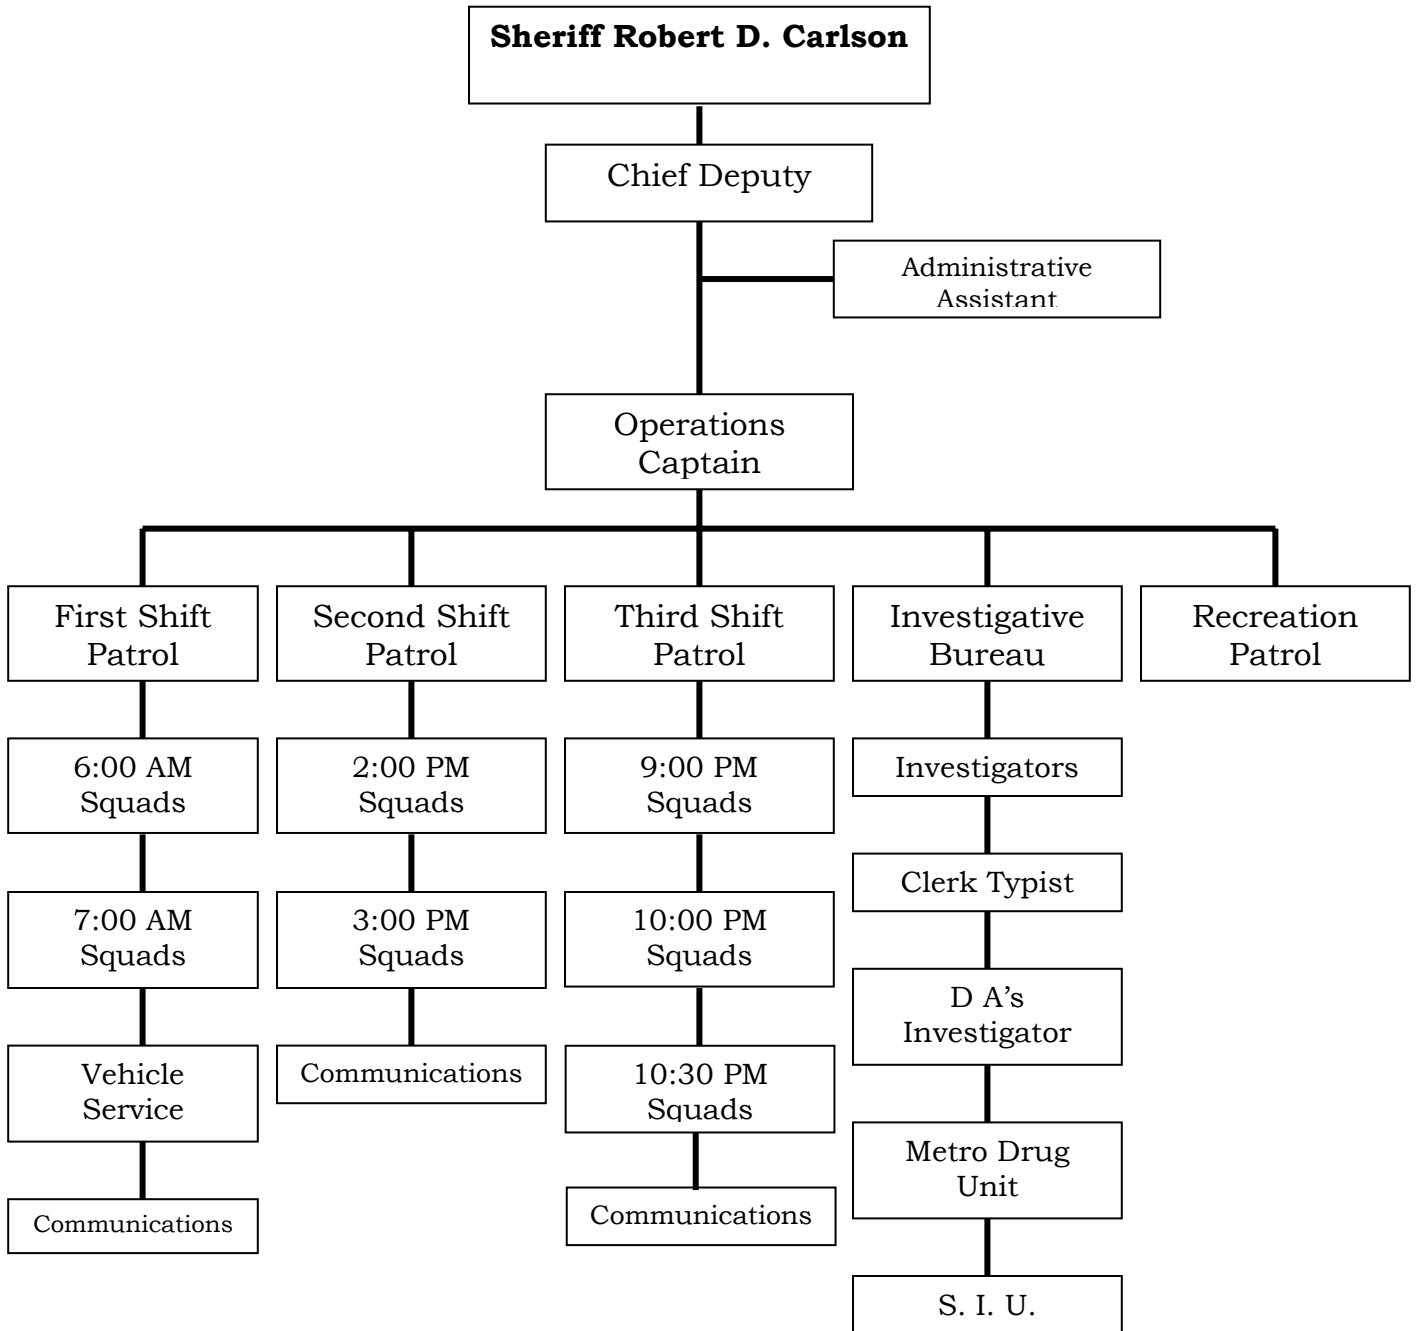 Sheriff Robert D. Carlson
Chief Deputy
Administrative
Assistant
Operations
Captain
First Shift
Patrol
Second Shift
Patrol
Third Shift
Patrol
Investigative
Bureau
Recreation
Patrol
6:00 AM
Squads
2:00 PM
Squads
9:00 PM
Squads
Investigators
7:00 AM
Squads
3:00 PM
Squads
10:00 PM
Squads
Clerk Typist
D A’s
Investigator
Vehicle
Service
Communications
10:30 PM
Squads
Metro Drug
Unit
Communications
Communications
S. I. U.